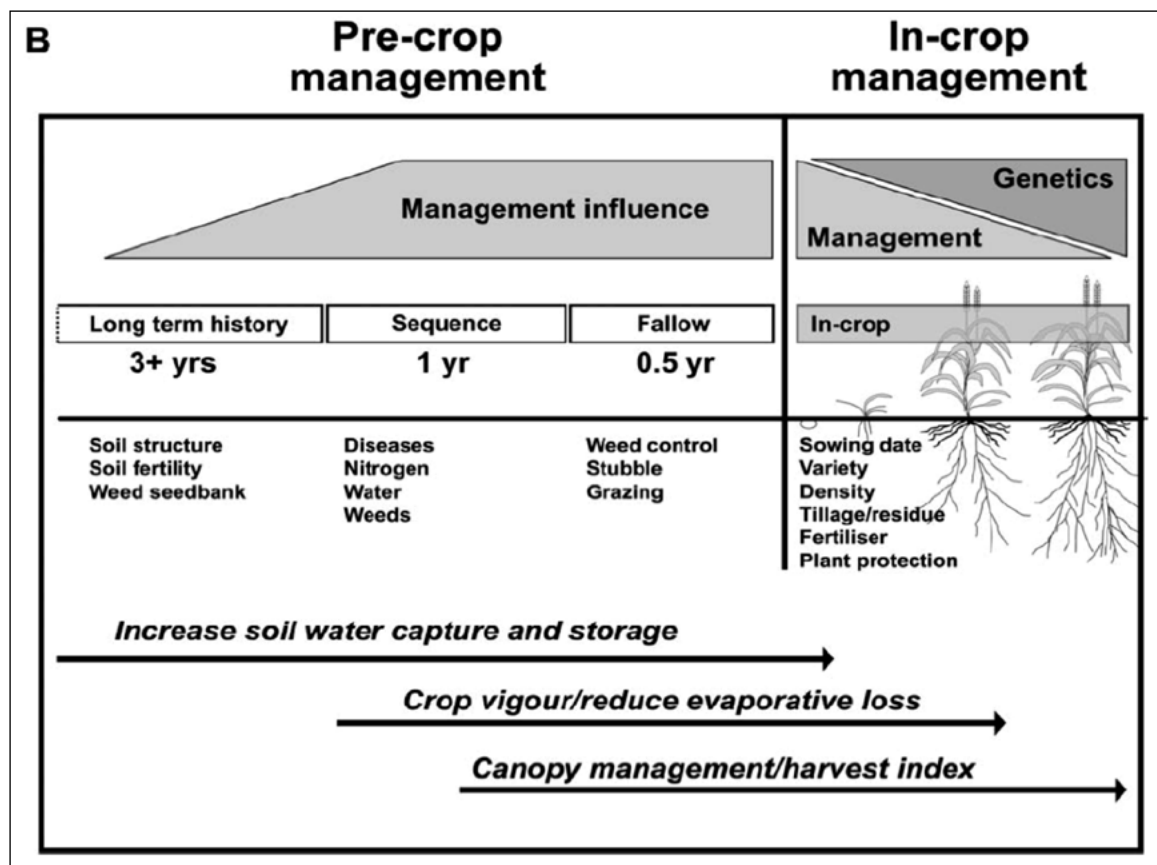 B
Pre-crop
management
In-crop
management
Management influence
Genetics
Management
Long term history
Sequence
Fallow
In-crop
3+ yrs
1 yr
0.5 yr
Soil structure
Soil fertility
Weed seedbank
Diseases
Nitrogen
Water
Weeds
Weed control
Stubble
Grazing
Sowing date
Variety
Density
Tillage/residue
Fertiliser
Plant protection
Increase soil water capture and storage
Crop vigour/reduce evaporative loss
Canopy management/harvest index